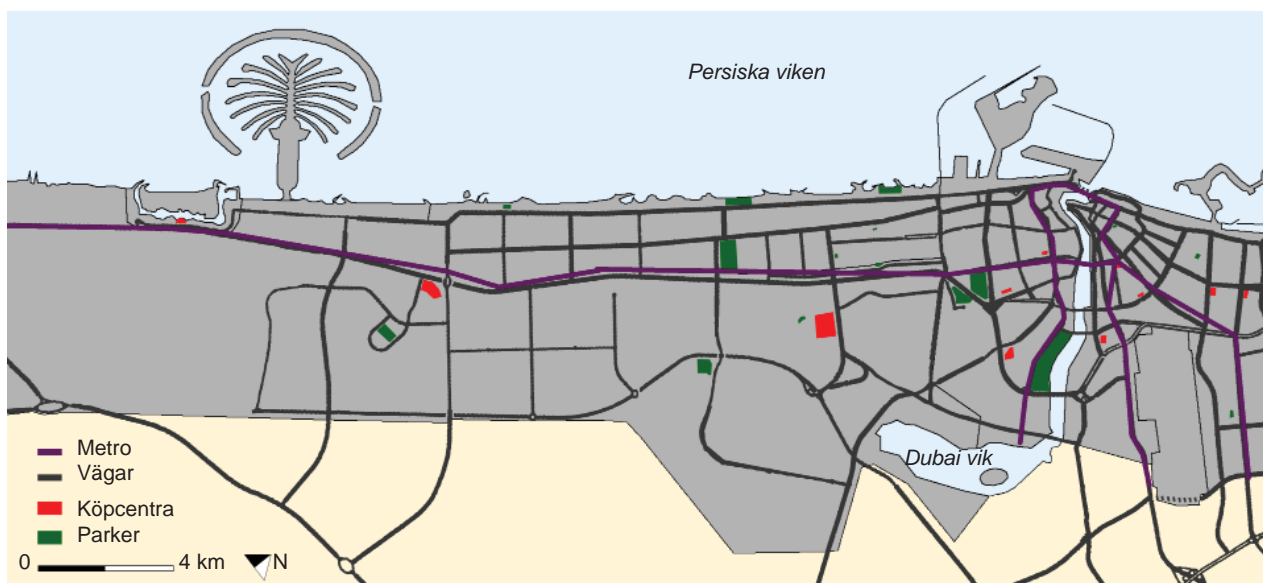 Persiska viken
Dubai vik
Metro
Vägar
Köpcentra
Parker
0 4 km N